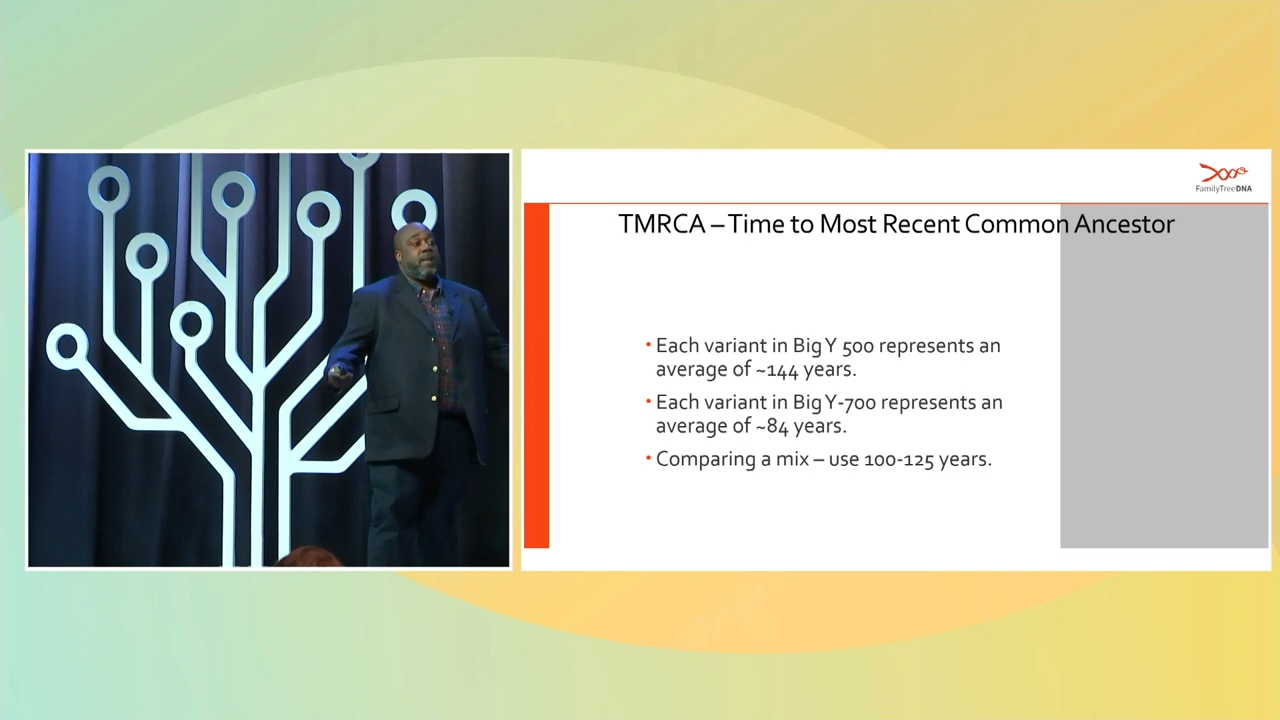 FamilyTreeDNA
TMRCA – Time to Most Recent Common Ancestor
• Each variant in Big Y 500 represents an
average of ~144 years.
• Each variant in Big Y-700 represents an
average of ~84 years.
• Comparing a mix – use 100-125 years.